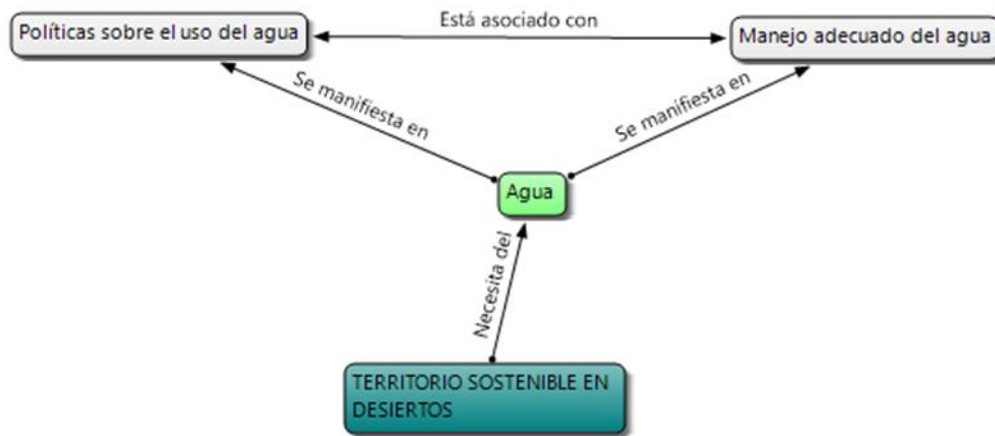 Está asociado con
Políticas sobre el uso del agua
Manejo adecuado del agua
Se manifiesta en
Se manifiesta en
Agua
Necesita del
TERRITORIO SOSTENIBLE EN
DESIERTOS